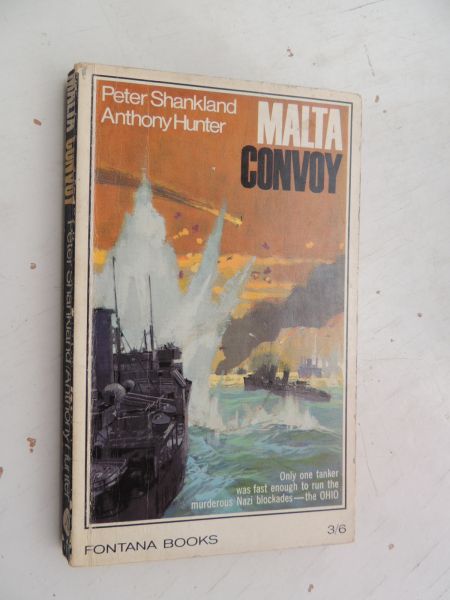 Peter Shankland
Anthony Hunter
MALTA
CONVOY
Only one tanker
was fast enough to run the
murderous Nazi blockades—the OHIO
FONTANA BOOKS
3/6
MALTA CONVOY Peter Shankland/Anthony Hunter